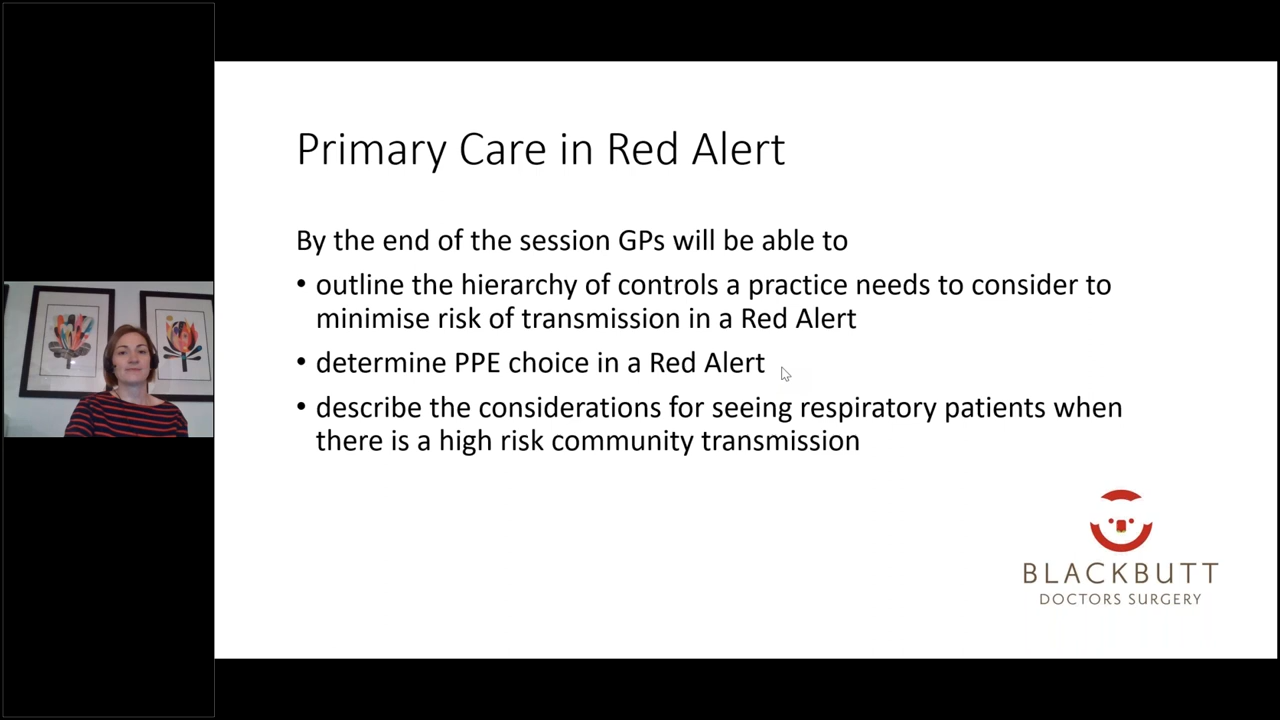 Primary Care in Red Alert
By the end of the session GPs will be able to
• outline the hierarchy of controls a practice needs to consider to
minimise risk of transmission in a Red Alert
• determine PPE choice in a Red Alert
• describe the considerations for seeing respiratory patients when
there is a high risk community transmission
BLACKBUTT
DOCTORS SURGERY